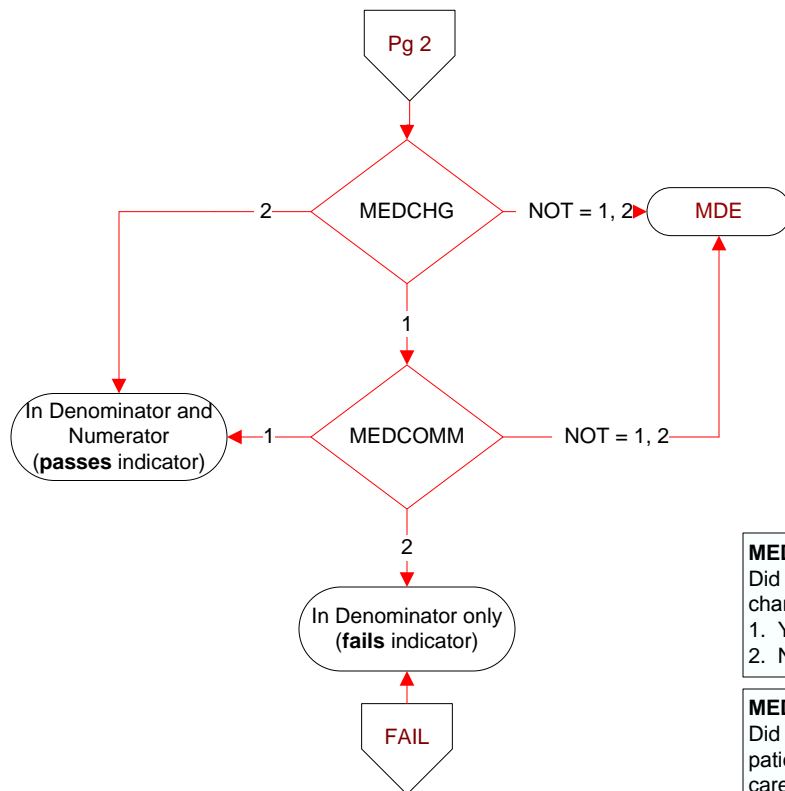 Pg 2
MEDCHG
2
NOT = 1, 2
MDE
1
In Denominator and
Numerator
(passes indicator)
1
MEDCOMM
NOT = 1, 2
2
In Denominator only
(fails indicator)
FAIL
Did
1.
2.
Did